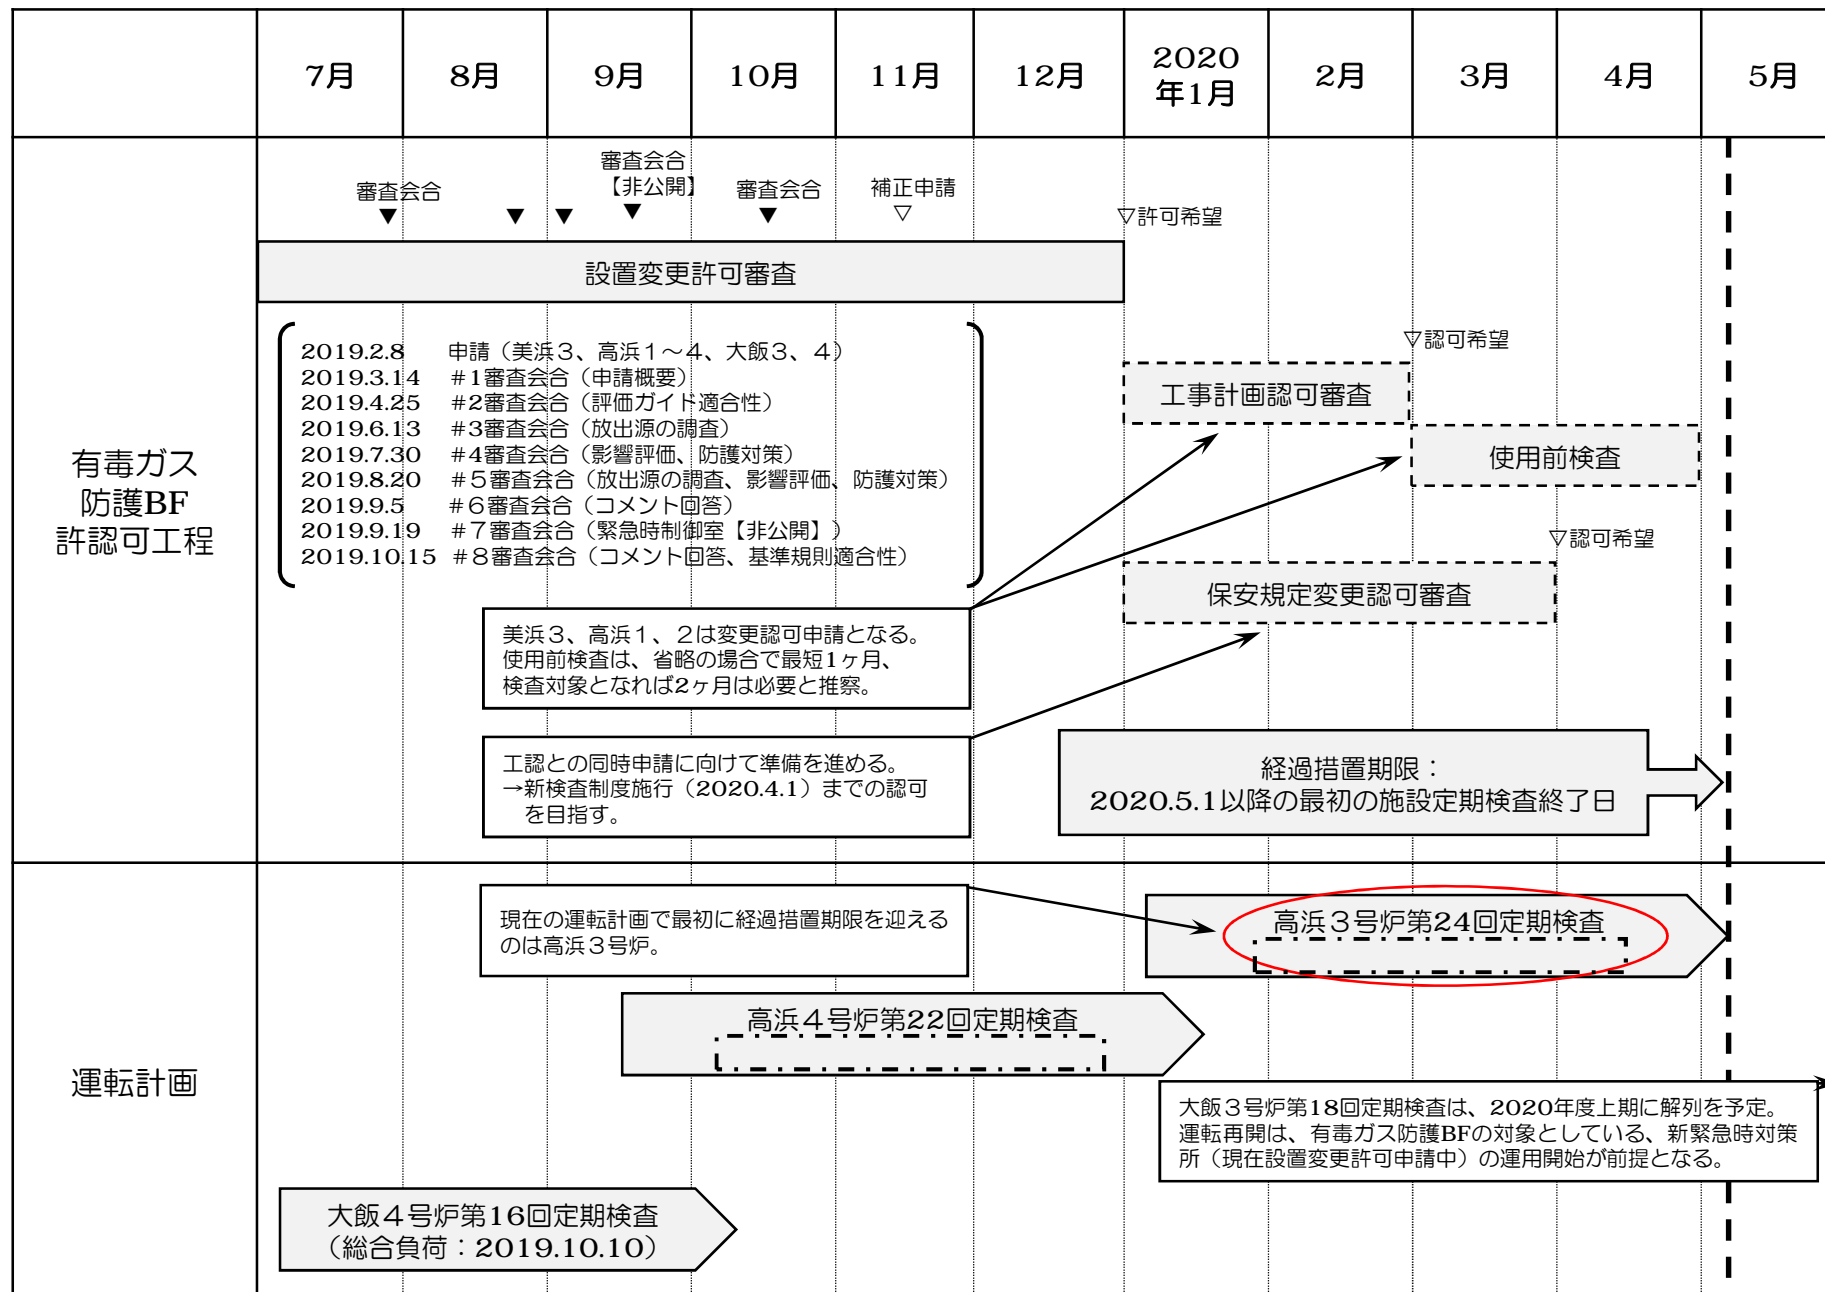 7月
8月
9月
10月
11月
12月
2020
年1月
2月
3月
4月
5月
有毒ガス
防護BF
許認可工程
審査会合
▼
▼
▼
審査会合
【非公開】
▼
審査会合
▼
補正申請
▽
▽許可希望
設置変更許可審査
2019.2.8 申請（美浜３、高浜１～４、大飯３、４）
2019.3.14 #１審査会合（申請概要）
2019.4.25 #２審査会合（評価ガイド適合性）
2019.6.13 #３審査会合（放出源の調査）
2019.7.30 #４審査会合（影響評価、防護対策）
2019.8.20 #５審査会合（放出源の調査、影響評価、防護対策）
2019.9.5 #６審査会合（コメント回答）
2019.9.19 #７審査会合（緊急時制御室【非公開】）
2019.10.15 #８審査会合（コメント回答、基準規則適合性）
▽認可希望
工事計画認可審査
使用前検査
▽認可希望
保安規定変更認可審査
美浜３、高浜１、２は変更認可申請となる。
使用前検査は、省略の場合で最短1ヶ月、
検査対象となれば2ヶ月は必要と推察。
工認との同時申請に向けて準備を進める。
→新検査制度施行（2020.4.1）までの認可
を目指す。
経過措置期限：
2020.5.1以降の最初の施設定期検査終了日
運転計画
現在の運転計画で最初に経過措置期限を迎える
のは高浜３号炉。
高浜３号炉第24回定期検査
高浜４号炉第22回定期検査
大飯３号炉第18回定期検査は、2020年度上期に解列を予定。
運転再開は、有毒ガス防護BFの対象としている、新緊急時対策
所（現在設置変更許可申請中）の運用開始が前提となる。
大飯４号炉第16回定期検査
（総合負荷：2019.10.10）